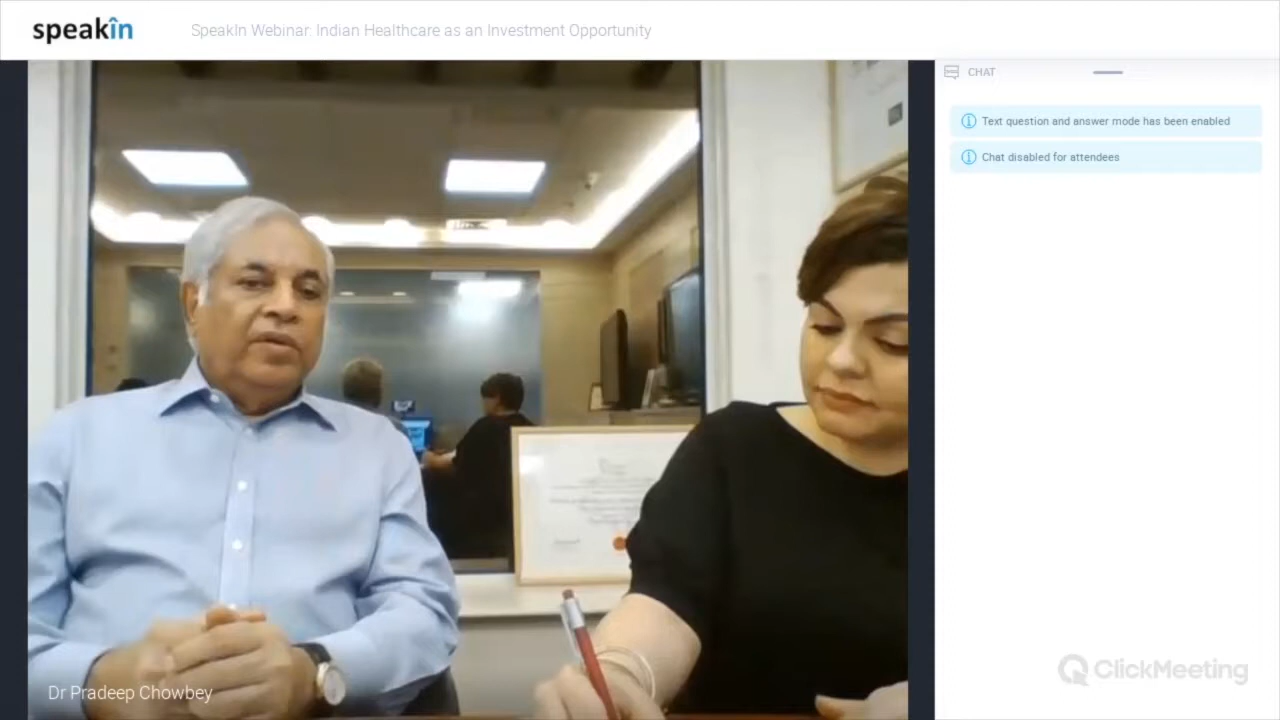 speakin
SpeakIn Webinar: Indian Healthcare as an Investment Opportunity
CHAT
Text question and answer mode has been enabled
Chat disabled for attendees
Dr Pradeep Chowbey
ClickMeeting